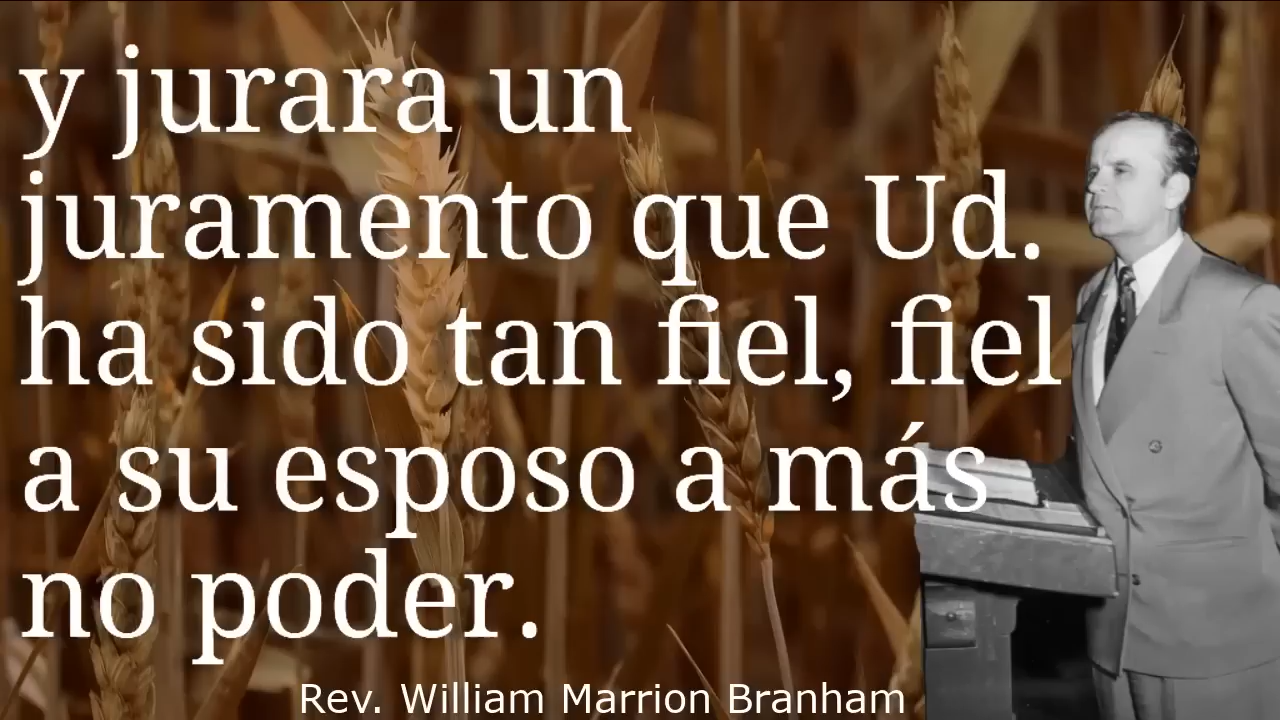 y jurara un
juramento que Ud.
ha sido tan fiel, fiel
a su esposo a más
no poder.
Rev. William Marrion Branham